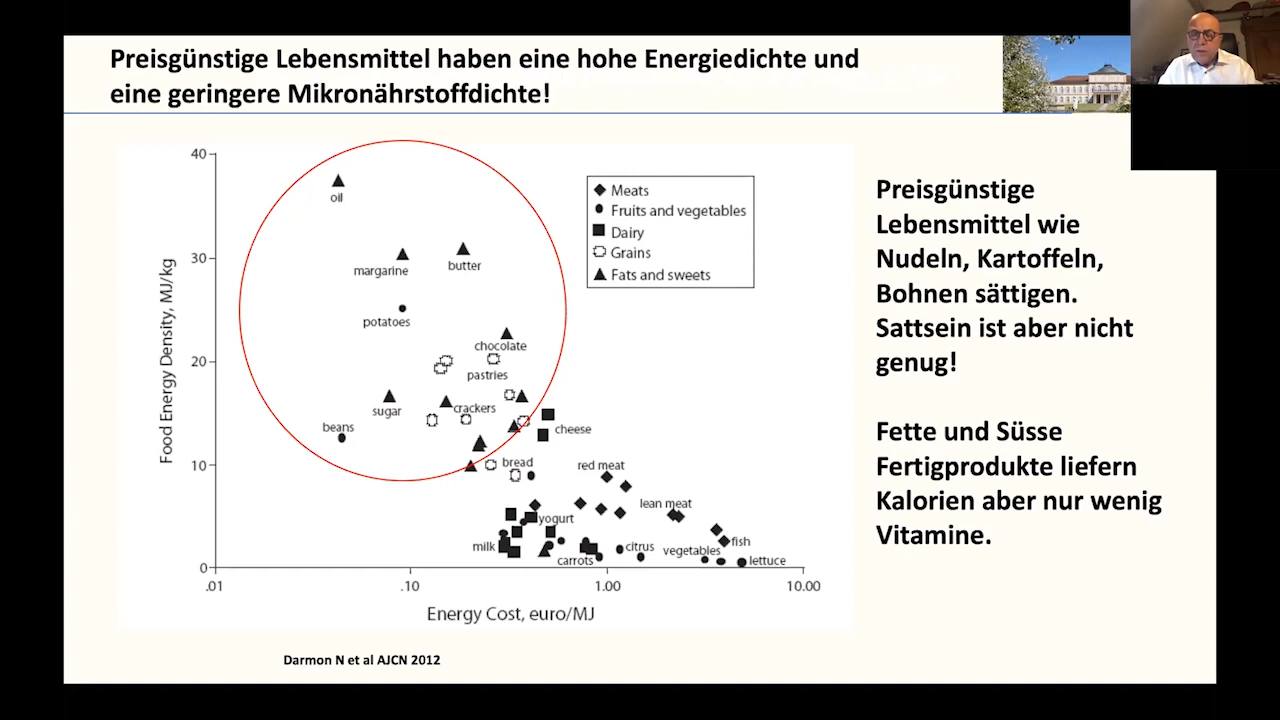 Preisgünstige Lebensmittel haben eine hohe Energiedichte und
eine geringere Mikronährstoffdichte!
40
30
20
10
0
Food Energy Density, MJ/kg
.01
.10
1.00
10.00
Energy Cost, euro/MJ
Meats
Fruits and vegetables
Dairy
Grains
Fats and sweets
oil
margarine
butter
potatoes
chocolate
pastries
sugar
crackers
beans
cheese
bread
red meat
lean meat
yogurt
milk
citrus
vegetables
fish
carrots
lettuce
Darmon N et al AJCN 2012
Preisgünstige
Lebensmittel wie
Nudeln, Kartoffeln,
Bohnen sättigen.
Sattsein ist aber nicht
genug!
Fette und Süsse
Fertigprodukte liefern
Kalorien aber nur wenig
Vitamine.